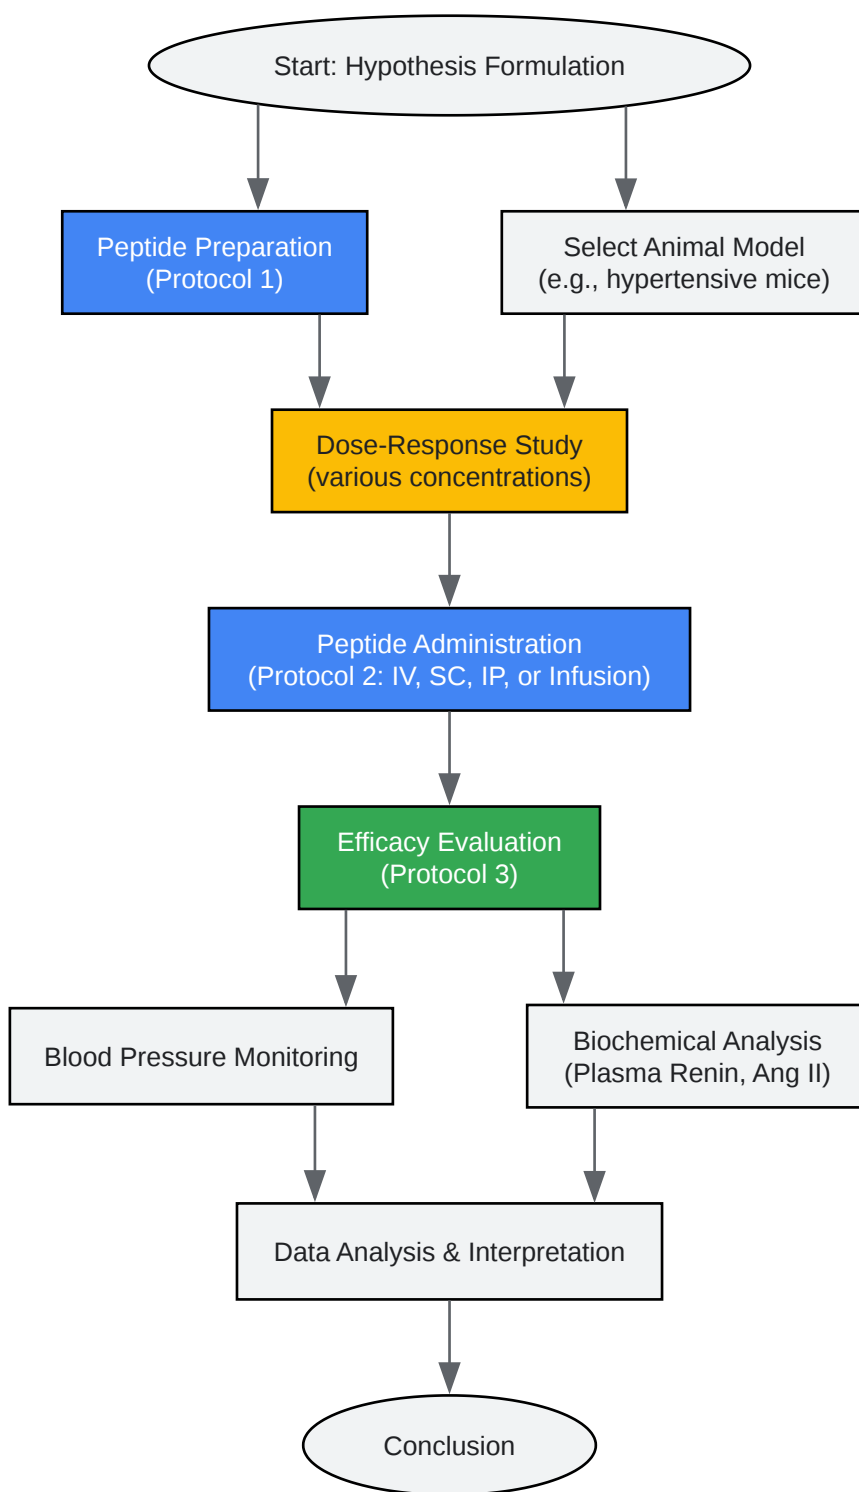 Start: Hypothesis Formulation
Peptide Preparation
(Protocol 1)
Select Animal Model
(e.g., hypertensive mice)
Dose-Response Study
(various concentrations)
Peptide Administration
(Protocol 2: IV, SC, IP, or Infusion)
Efficacy Evaluation
(Protocol 3)
Blood Pressure Monitoring
Biochemical Analysis
(Plasma Renin, Ang II)
Data Analysis & Interpretation
Conclusion